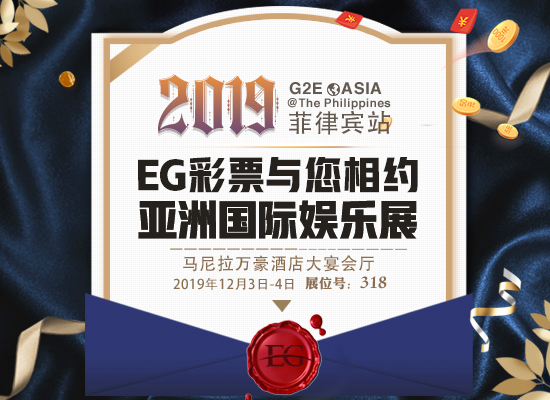 2019
G2E ASIA
@The Philippines
菲律宾站
EG彩票与您相约
亚洲国际娱乐展
马尼拉万豪酒店大宴会厅
2019年12月3日-4日 展位号：318
EG